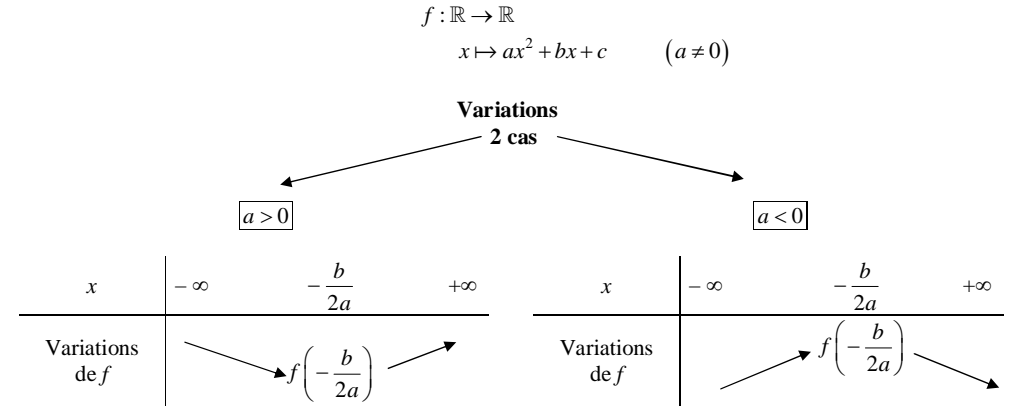 f : ℝ → ℝ
x ↦ ax² + bx + c (a ≠ 0)
Variations
2 cas
a > 0
a < 0
x – ∞ – b/2a +∞
Variations
de f
f(– b/2a)
x – ∞ – b/2a +∞
Variations
de f
f(– b/2a)